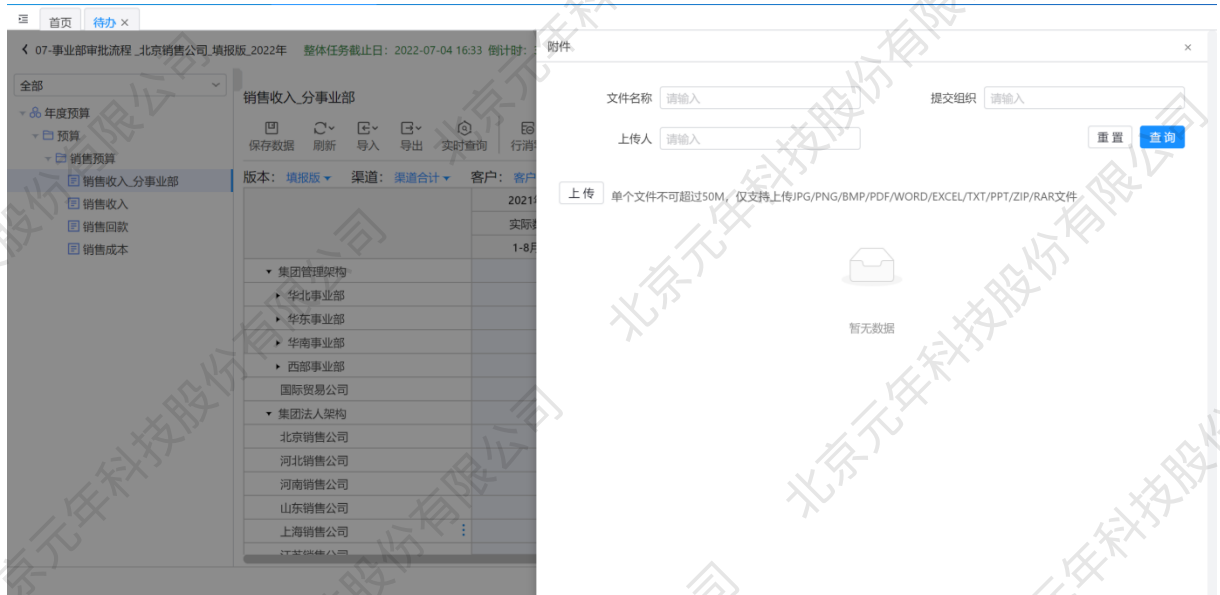 首页 待办 ×
07-事业部审批流程 _北京销售公司_填报版_2022年 整体任务截止日：2022-07-04 16:33 倒计时：
全部
年度预算
预算
销售预算
销售收入_分事业部
销售收入
销售回款
销售成本
销售收入_分事业部
保存数据 刷新 导入 导出 实时查询
版本： 填报版 渠道： 渠道合计 客户： 客户
2021
实际
1-8月
集团管理架构
华北事业部
华东事业部
华南事业部
西部事业部
国际贸易公司
集团法人架构
北京销售公司
河北销售公司
河南销售公司
山东销售公司
上海销售公司
江苏销售公司
附件 ×
文件名称 请输入 提交组织 请输入
上传人 请输入 重置 查询
上传 单个文件不可超过50M，仅支持上传JPG/PNG/BMP/PDF/WORD/EXCEL/TXT/PPT/ZIP/RAR文件
暂无数据
北京元年科技股份有限公司